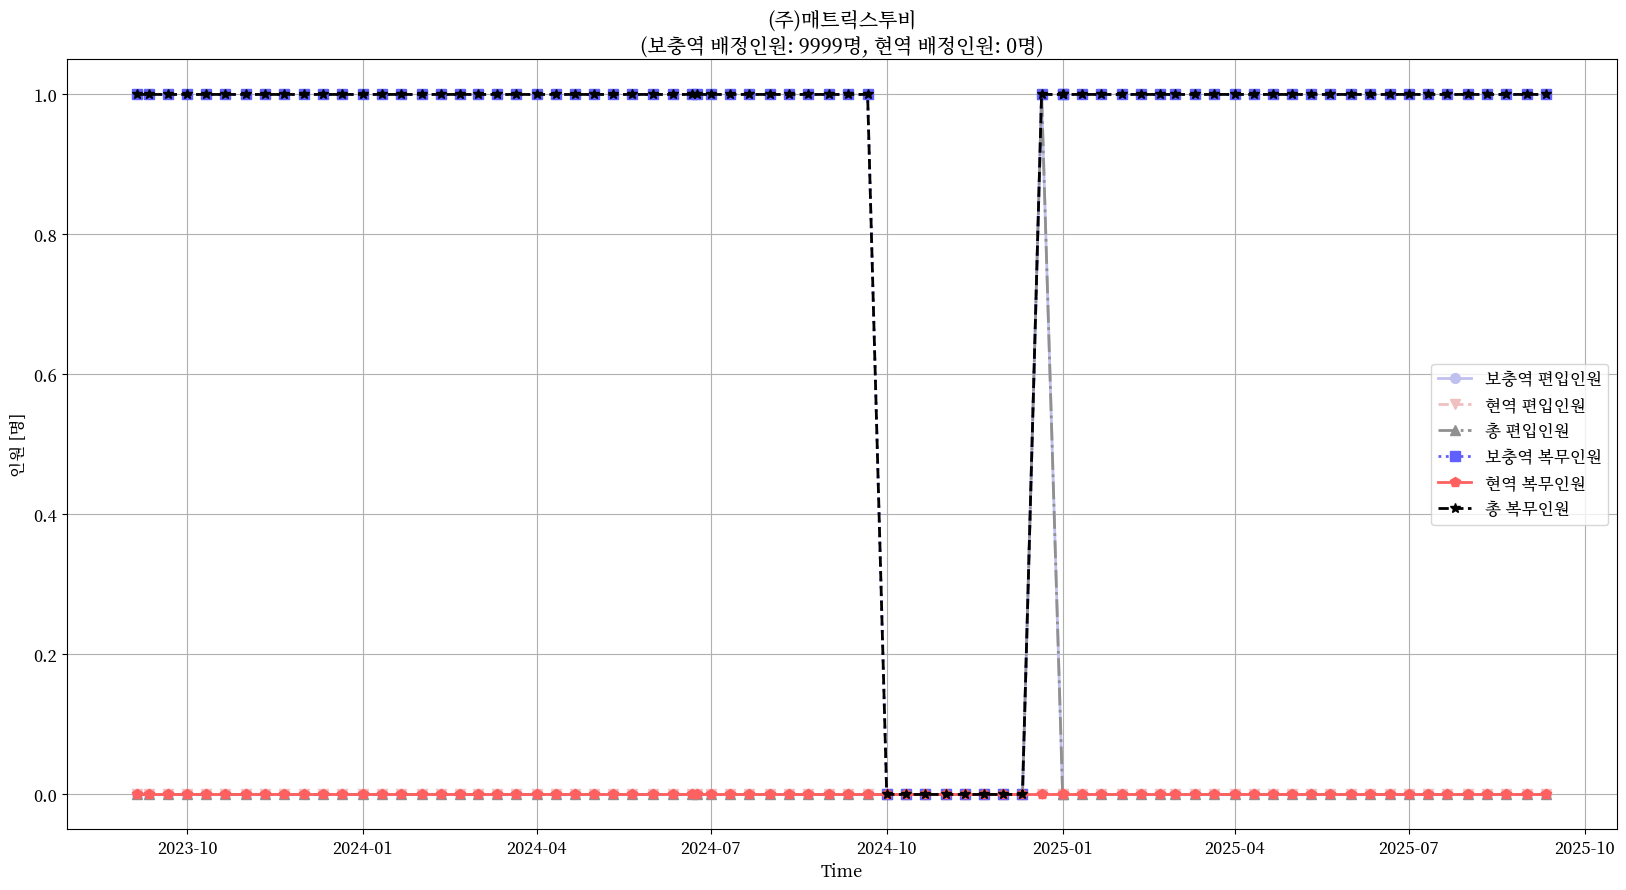 (주)매트릭스투비
(보충역 배정인원: 9999명, 현역 배정인원: 0명)
인원 [명]
1.0
0.8
0.6
0.4
0.2
0.0
보충역 편입인원
현역 편입인원
총 편입인원
보충역 복무인원
현역 복무인원
총 복무인원
2023-10
2024-01
2024-04
2024-07
2024-10
2025-01
2025-04
2025-07
2025-10
Time